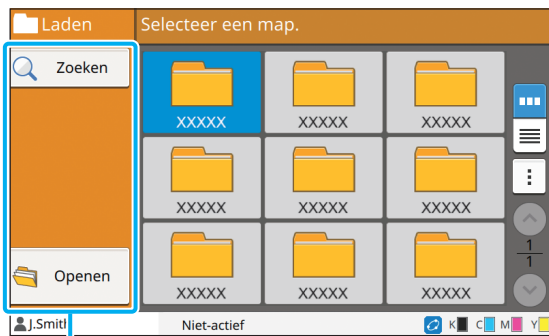 Laden
Selecteer een map.
Zoeken
XXXXX XXXXX XXXXX
XXXXX XXXXX XXXXX
1
1
Openen
XXXXX XXXXX XXXXX
J.Smith
Niet-actief
K C M Y